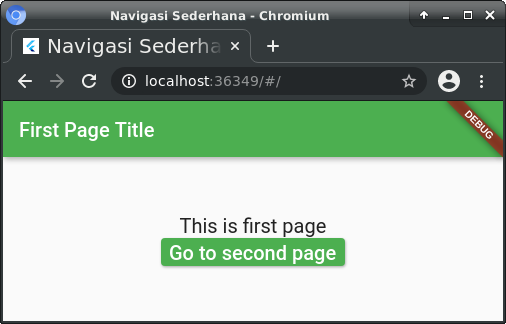 Navigasi Sederhana - Chromium
Navigasi Sederha
localhost:36349/#/
First Page Title
DEBUG
This is first page
Go to second page